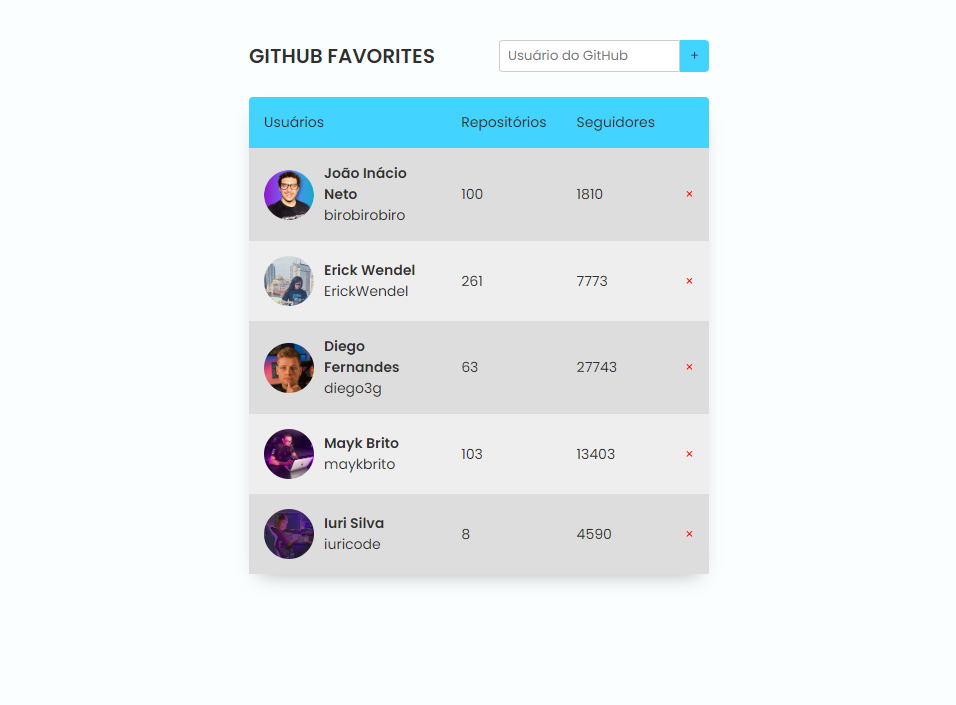 GITHUB FAVORITES
Usuário do GitHub +
Usuários Repositórios Seguidores
João Inácio
Neto
birobirobiro
100 1810 ×
Erick Wendel
ErickWendel
261 7773 ×
Diego
Fernandes
diego3g
63 27743 ×
Mayk Brito
maykbrito
103 13403 ×
Iuri Silva
iuricode
8 4590 ×